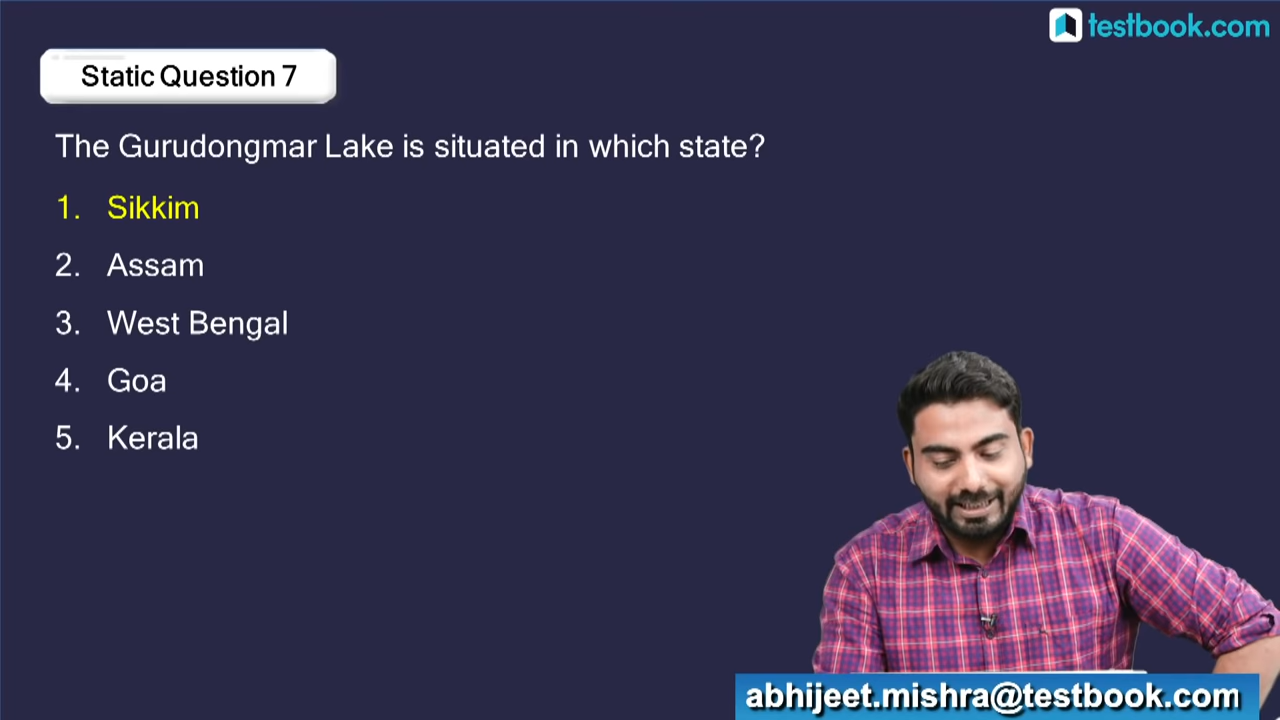 testbook.com
Static Question 7
The Gurudongmar Lake is situated in which state?
1. Sikkim
2. Assam
3. West Bengal
4. Goa
5. Kerala
abhijeet.mishra@testbook.com